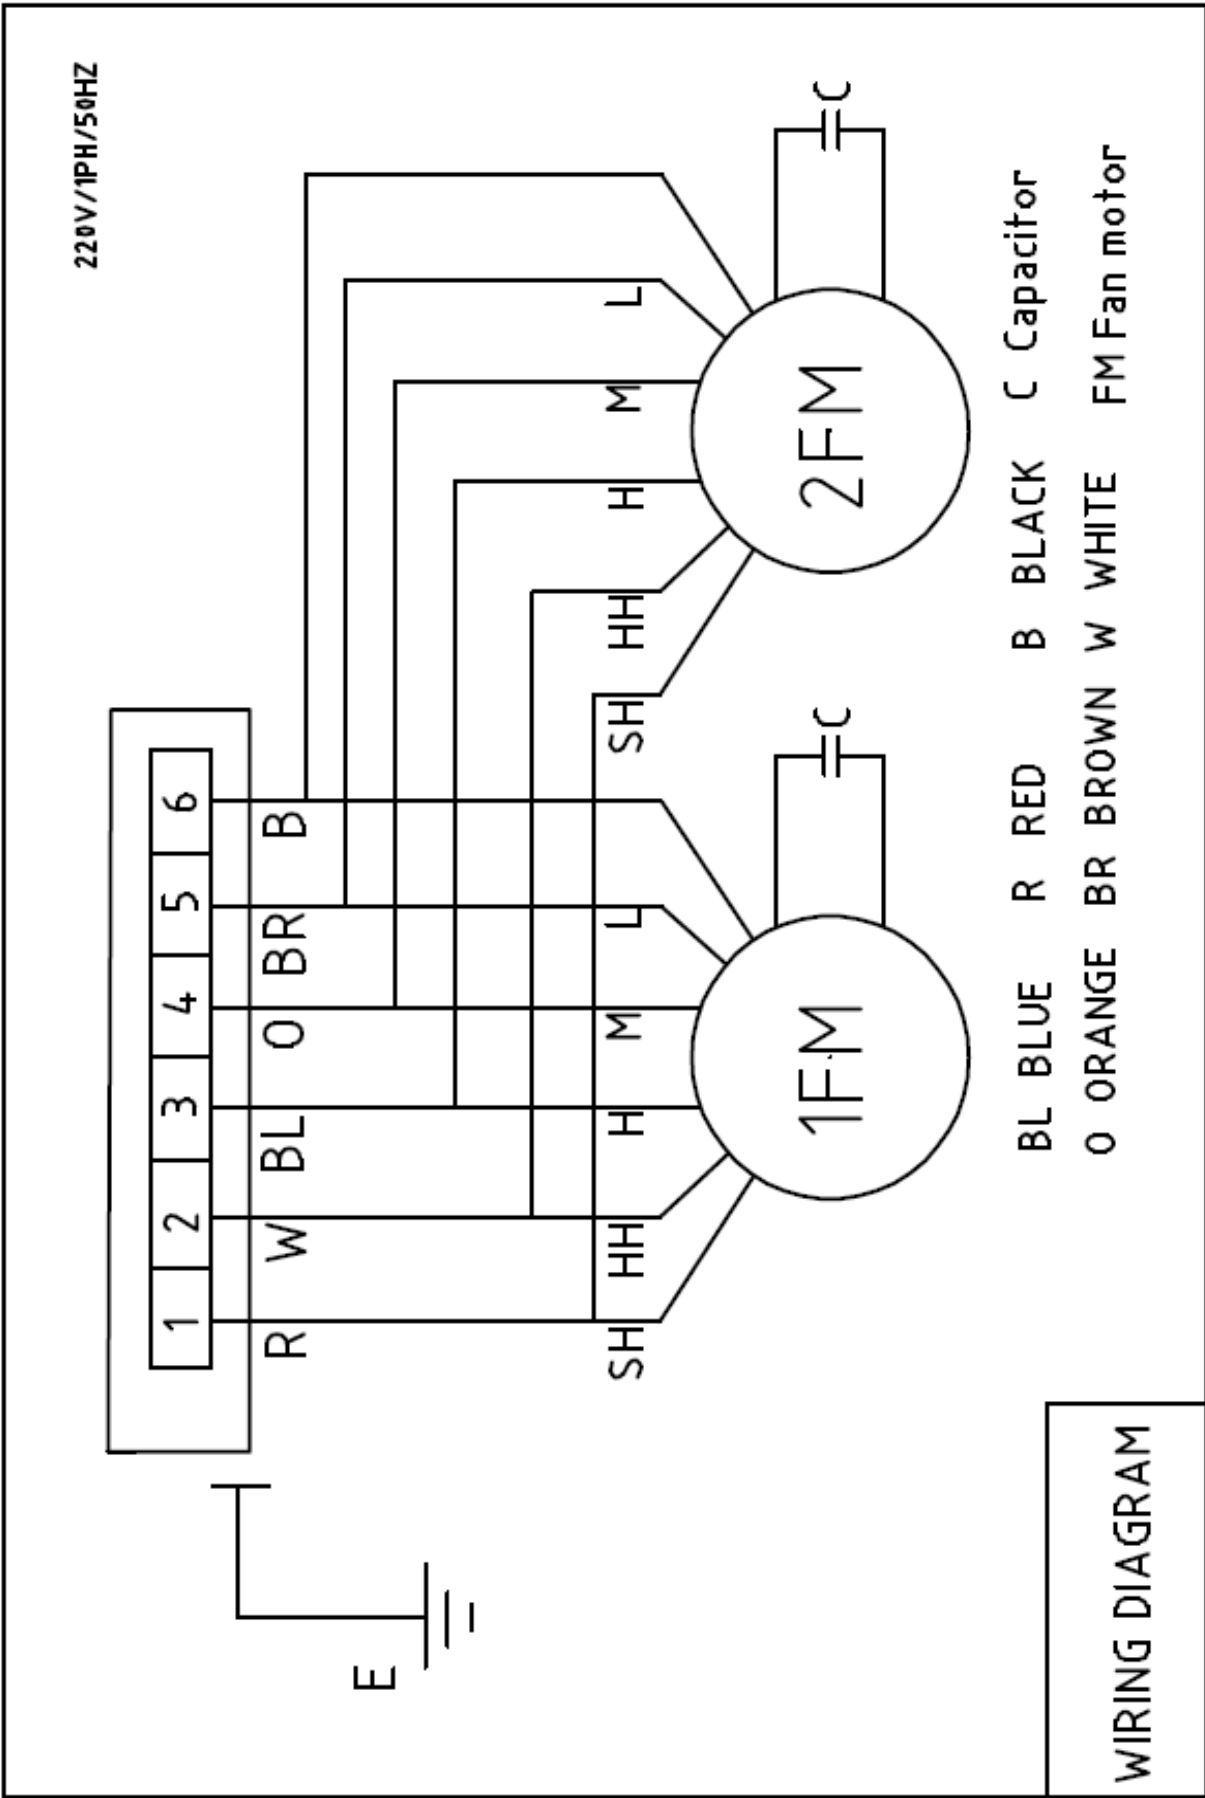 220V/1PH/50HZ
1 2 3 4 5 6
R W BL O BR B
E
SH HH H M L SH HH H M L
1FM C 2FM C
BL BLUE R RED B BLACK C Capacitor
O ORANGE BR BROWN W WHITE FM Fan motor
WIRING DIAGRAM